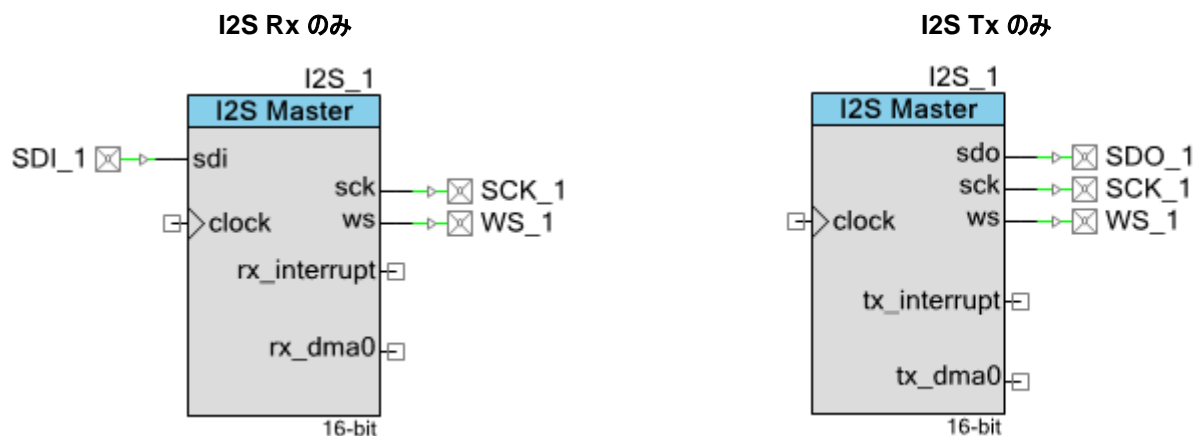 I2S Rx のみ
I2S_1
I2S Master
SDI_1
sdi
sck
SCK_1
clock
ws
WS_1
rx_interrupt
rx_dma0
16-bit
I2S Tx のみ
I2S_1
I2S Master
sdo
SDO_1
sck
SCK_1
clock
ws
WS_1
tx_interrupt
tx_dma0
16-bit